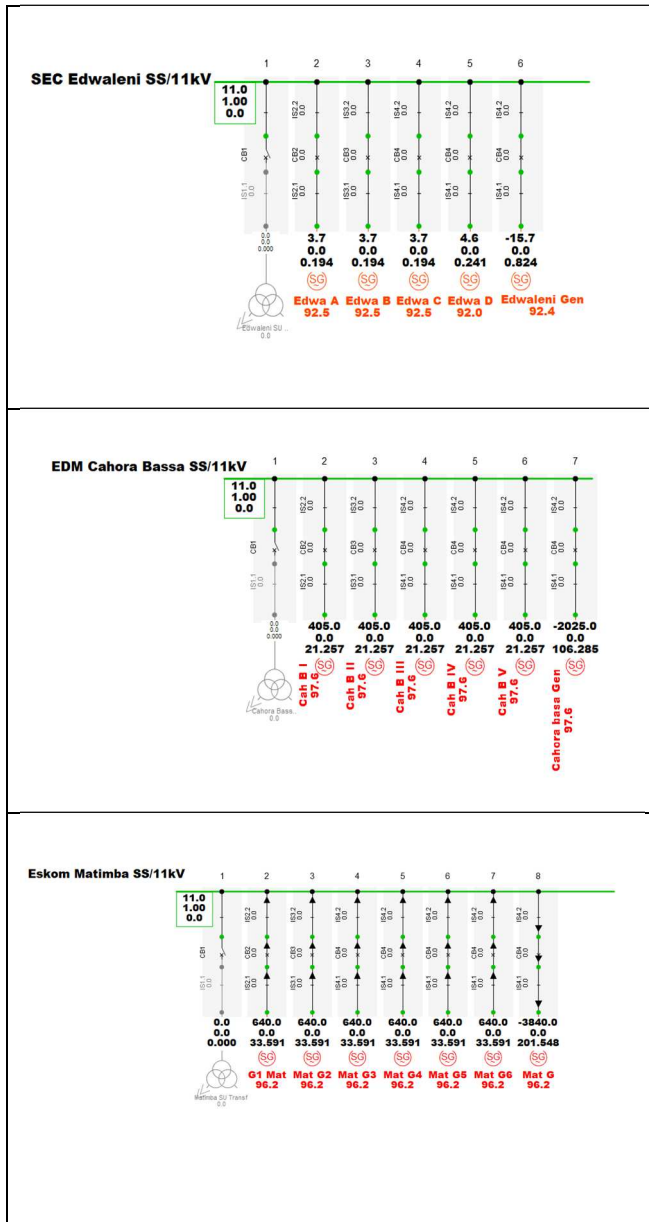 1 2 3 4 5 6
SEC Edwaleni SS/11kV
11.0
1.00
0.0
IS2.2 0.0 IS3.2 0.0 IS4.2 0.0 IS4.2 0.0 IS4.2 0.0
CB1 CB2 0.0 CB3 0.0 CB4 0.0 CB4 0.0 CB4 0.0
IS1.1 0.0 IS2.1 0.0 IS3.1 0.0 IS4.1 0.0 IS4.1 0.0 IS4.1 0.0
0.0 3.7 3.7 3.7 4.6 -15.7
0.0 0.0 0.0 0.0 0.0 0.0
0.000 0.194 0.194 0.194 0.241 0.824
SG SG SG SG SG
Edwa A Edwa B Edwa C Edwa D Edwaleni Gen
92.5 92.5 92.5 92.0 92.4
Edwaleni SU ..
0.0
1 2 3 4 5 6 7
EDM Cahora Bassa SS/11kV
11.0
1.00
0.0
IS2.2 0.0 IS3.2 0.0 IS4.2 0.0 IS4.2 0.0 IS4.2 0.0 IS4.2 0.0
CB1 CB2 0.0 CB3 0.0 CB4 0.0 CB4 0.0 CB4 0.0 CB4 0.0
IS1.1 0.0 IS2.1 0.0 IS3.1 0.0 IS4.1 0.0 IS4.1 0.0 IS4.1 0.0 IS4.1 0.0
0.0 405.0 405.0 405.0 405.0 405.0 -2025.0
0.0 0.0 0.0 0.0 0.0 0.0 0.0
0.000 21.257 21.257 21.257 21.257 21.257 106.285
SG SG SG SG SG SG
Cah B I 97.6 Cah B II 97.6 Cah B III 97.6 Cah B IV 97.6 Cah B V 97.6 Cahora basa Gen 97.6
Cahora Bass..
0.0
Eskom Matimba SS/11kV
1 2 3 4 5 6 7 8
11.0
1.00
0.0
IS2.2 0.0 IS3.2 0.0 IS4.2 0.0 IS4.2 0.0 IS4.2 0.0 IS4.2 0.0 IS4.2 0.0
CB1 CB2 0.0 CB3 0.0 CB4 0.0 CB4 0.0 CB4 0.0 CB4 0.0 CB4 0.0
IS1.1 0.0 IS2.1 0.0 IS3.1 0.0 IS4.1 0.0 IS4.1 0.0 IS4.1 0.0 IS4.1 0.0 IS4.1 0.0
0.0 640.0 640.0 640.0 640.0 640.0 640.0 -3840.0
0.0 0.0 0.0 0.0 0.0 0.0 0.0 0.0
0.000 33.591 33.591 33.591 33.591 33.591 33.591 201.548
SG SG SG SG SG SG SG
G1 Mat Mat G2 Mat G3 Mat G4 Mat G5 Mat G6 Mat G
96.2 96.2 96.2 96.2 96.2 96.2 96.2
Matimba SU Transf
0.0